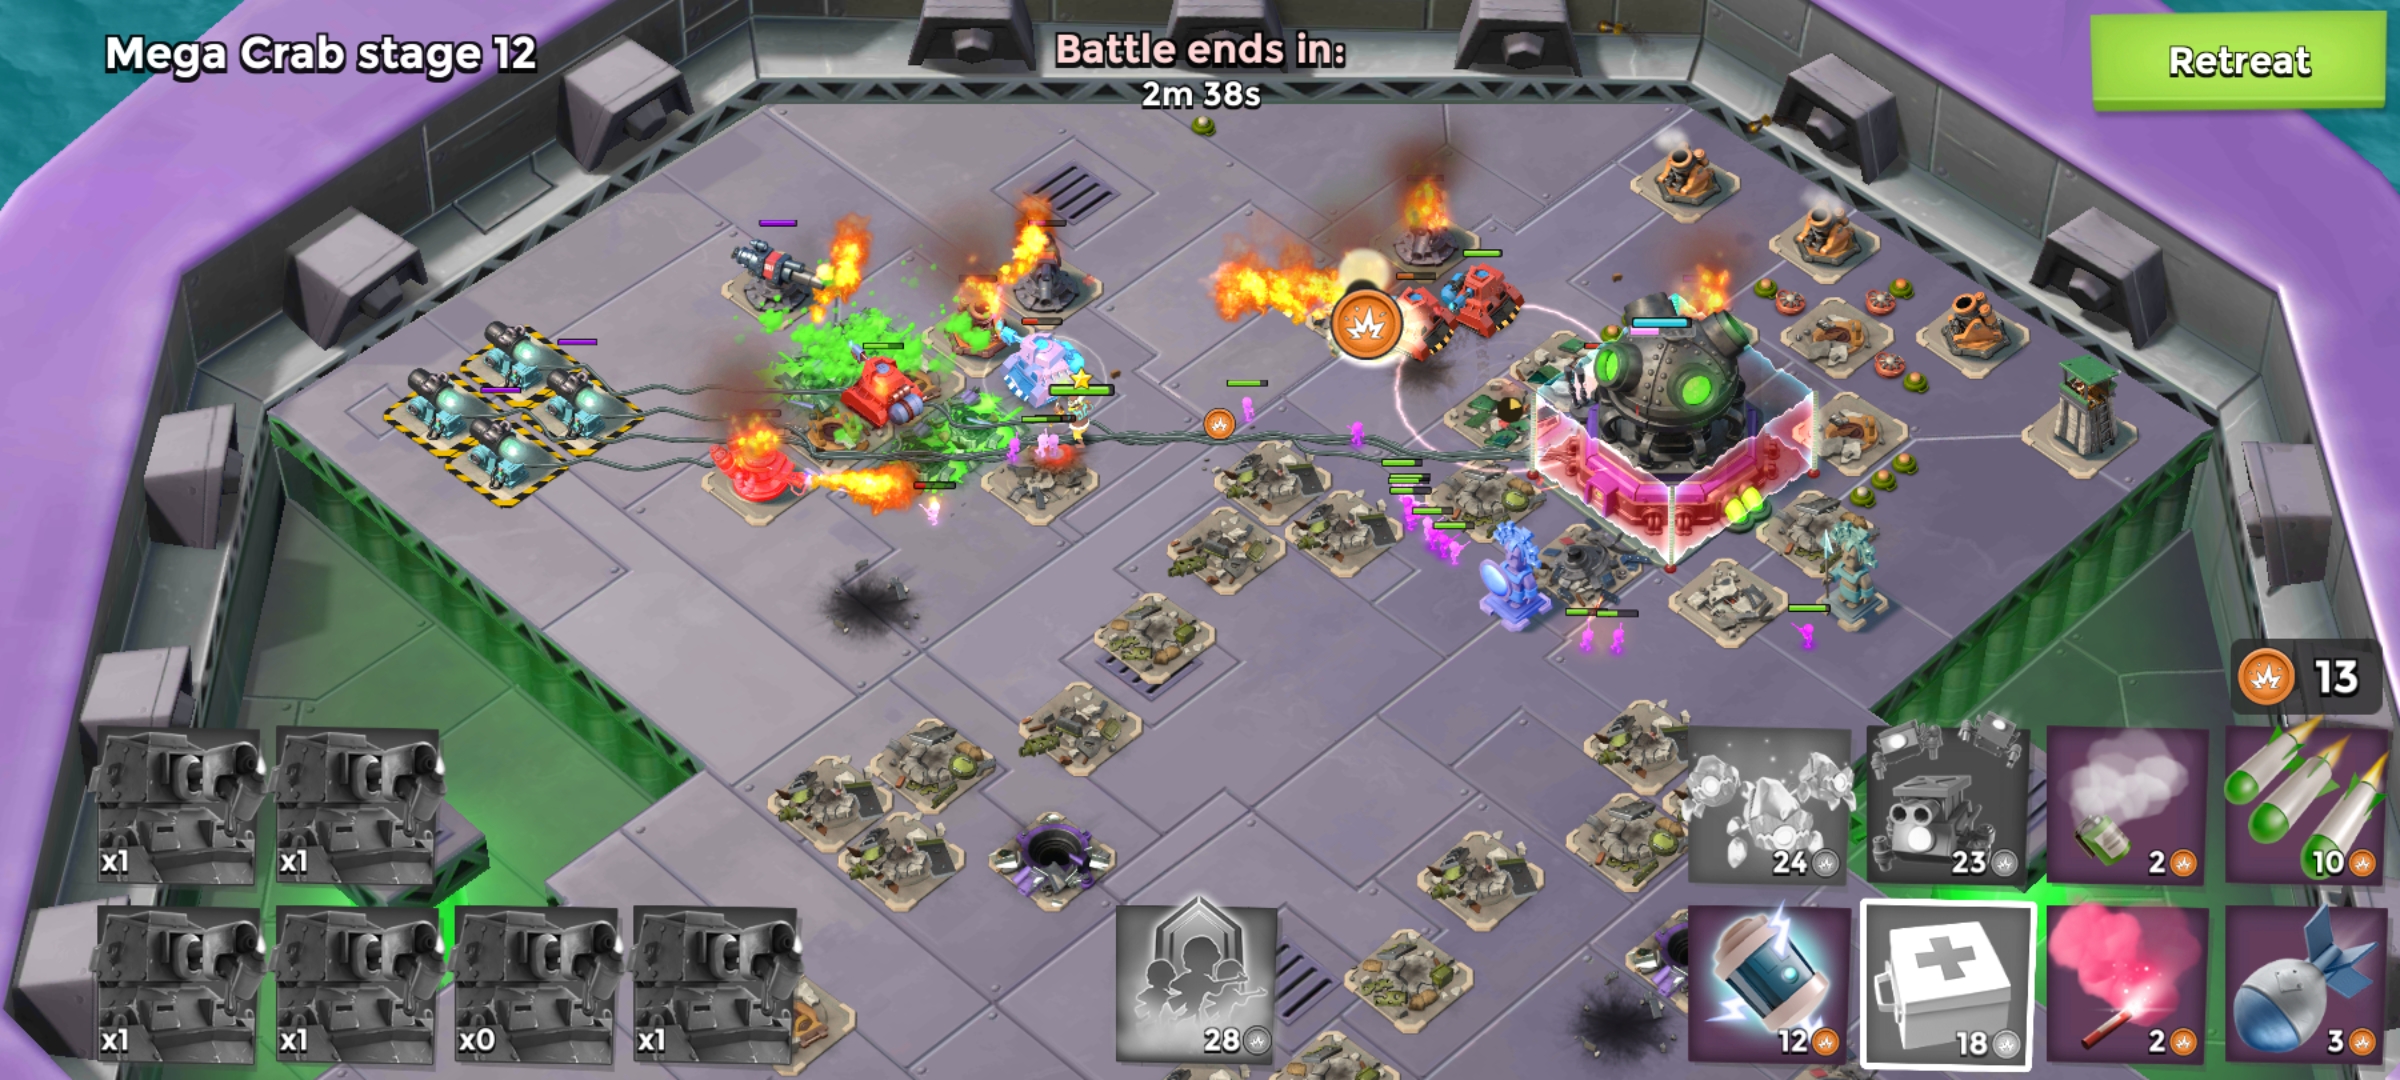 Mega Crab stage 12
Battle ends in:
2m 38s
Retreat
13
x1
x1
24
23
2
10
x1
x1
x0
x1
28
12
18
2
3